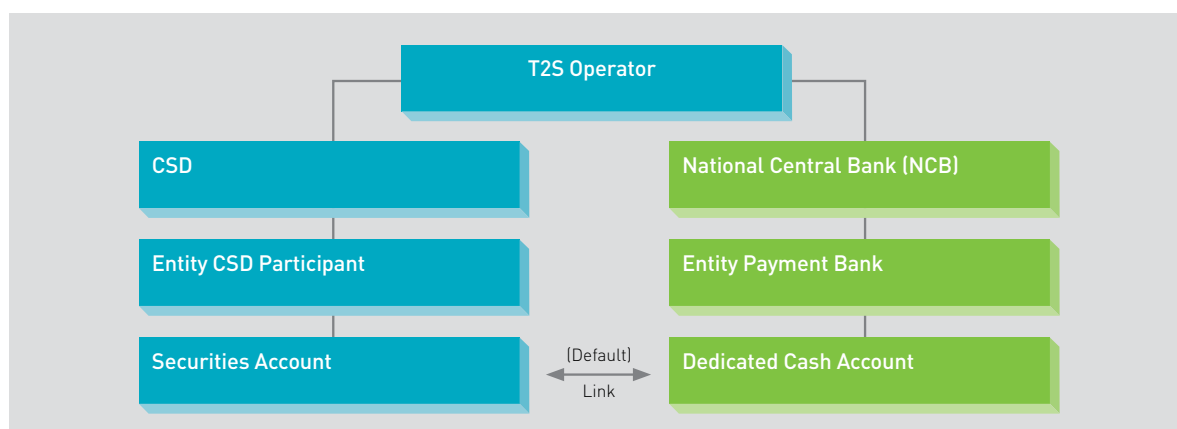 T2S Operator
CSD
National Central Bank (NCB)
Entity CSD Participant
Entity Payment Bank
Securities Account
(Default)
Link
Dedicated Cash Account